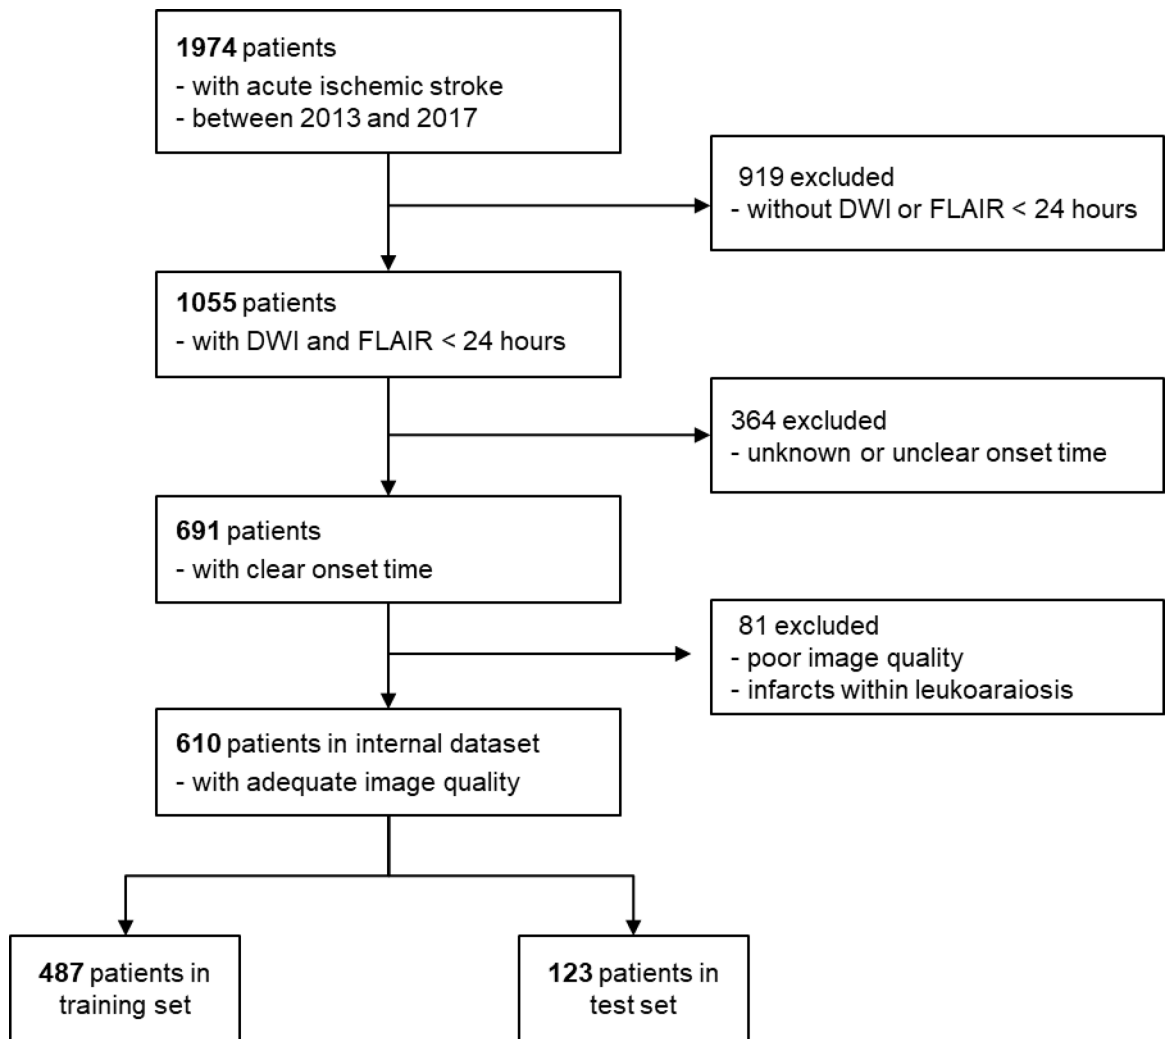 1974 patients
- with acute ischemic stroke
- between 2013 and 2017
919 excluded
- without DWI or FLAIR < 24 hours
1055 patients
- with DWI and FLAIR < 24 hours
364 excluded
- unknown or unclear onset time
691 patients
- with clear onset time
81 excluded
- poor image quality
- infarcts within leukoaraiosis
610 patients in internal dataset
- with adequate image quality
487 patients in
training set
123 patients in
test set